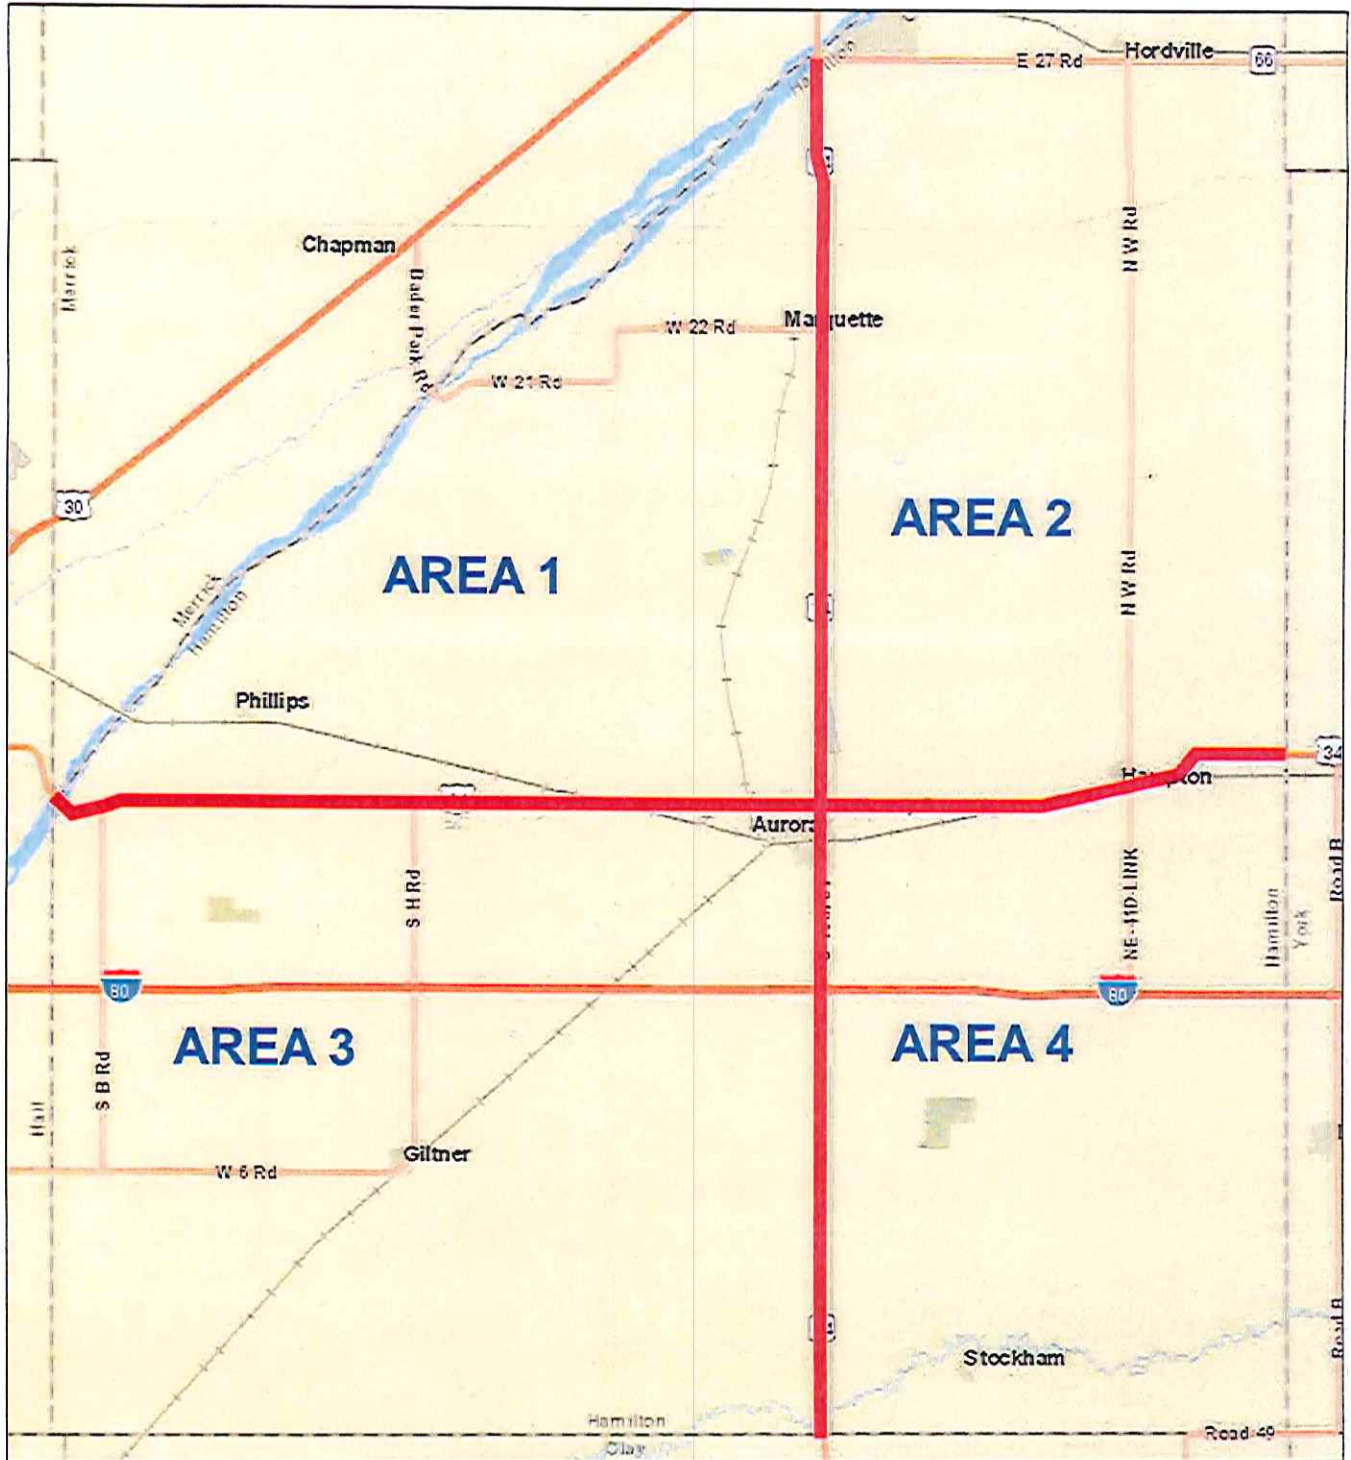 Hordville
E 27 Rd
66
Chapman
Merrick
Bader Park Rd
N W Rd
W 22 Rd
Marquette
W 21 Rd
30
AREA 2
AREA 1
N W Rd
Merrick
Hamilton
Phillips
Hampton
Aurora
S H Rd
NE-41D-LINK
Road B
Hamilton
York
80
80
AREA 3
AREA 4
S B Rd
Hall
Giltner
W 6 Rd
Road B
Stockham
Hamilton
Clay